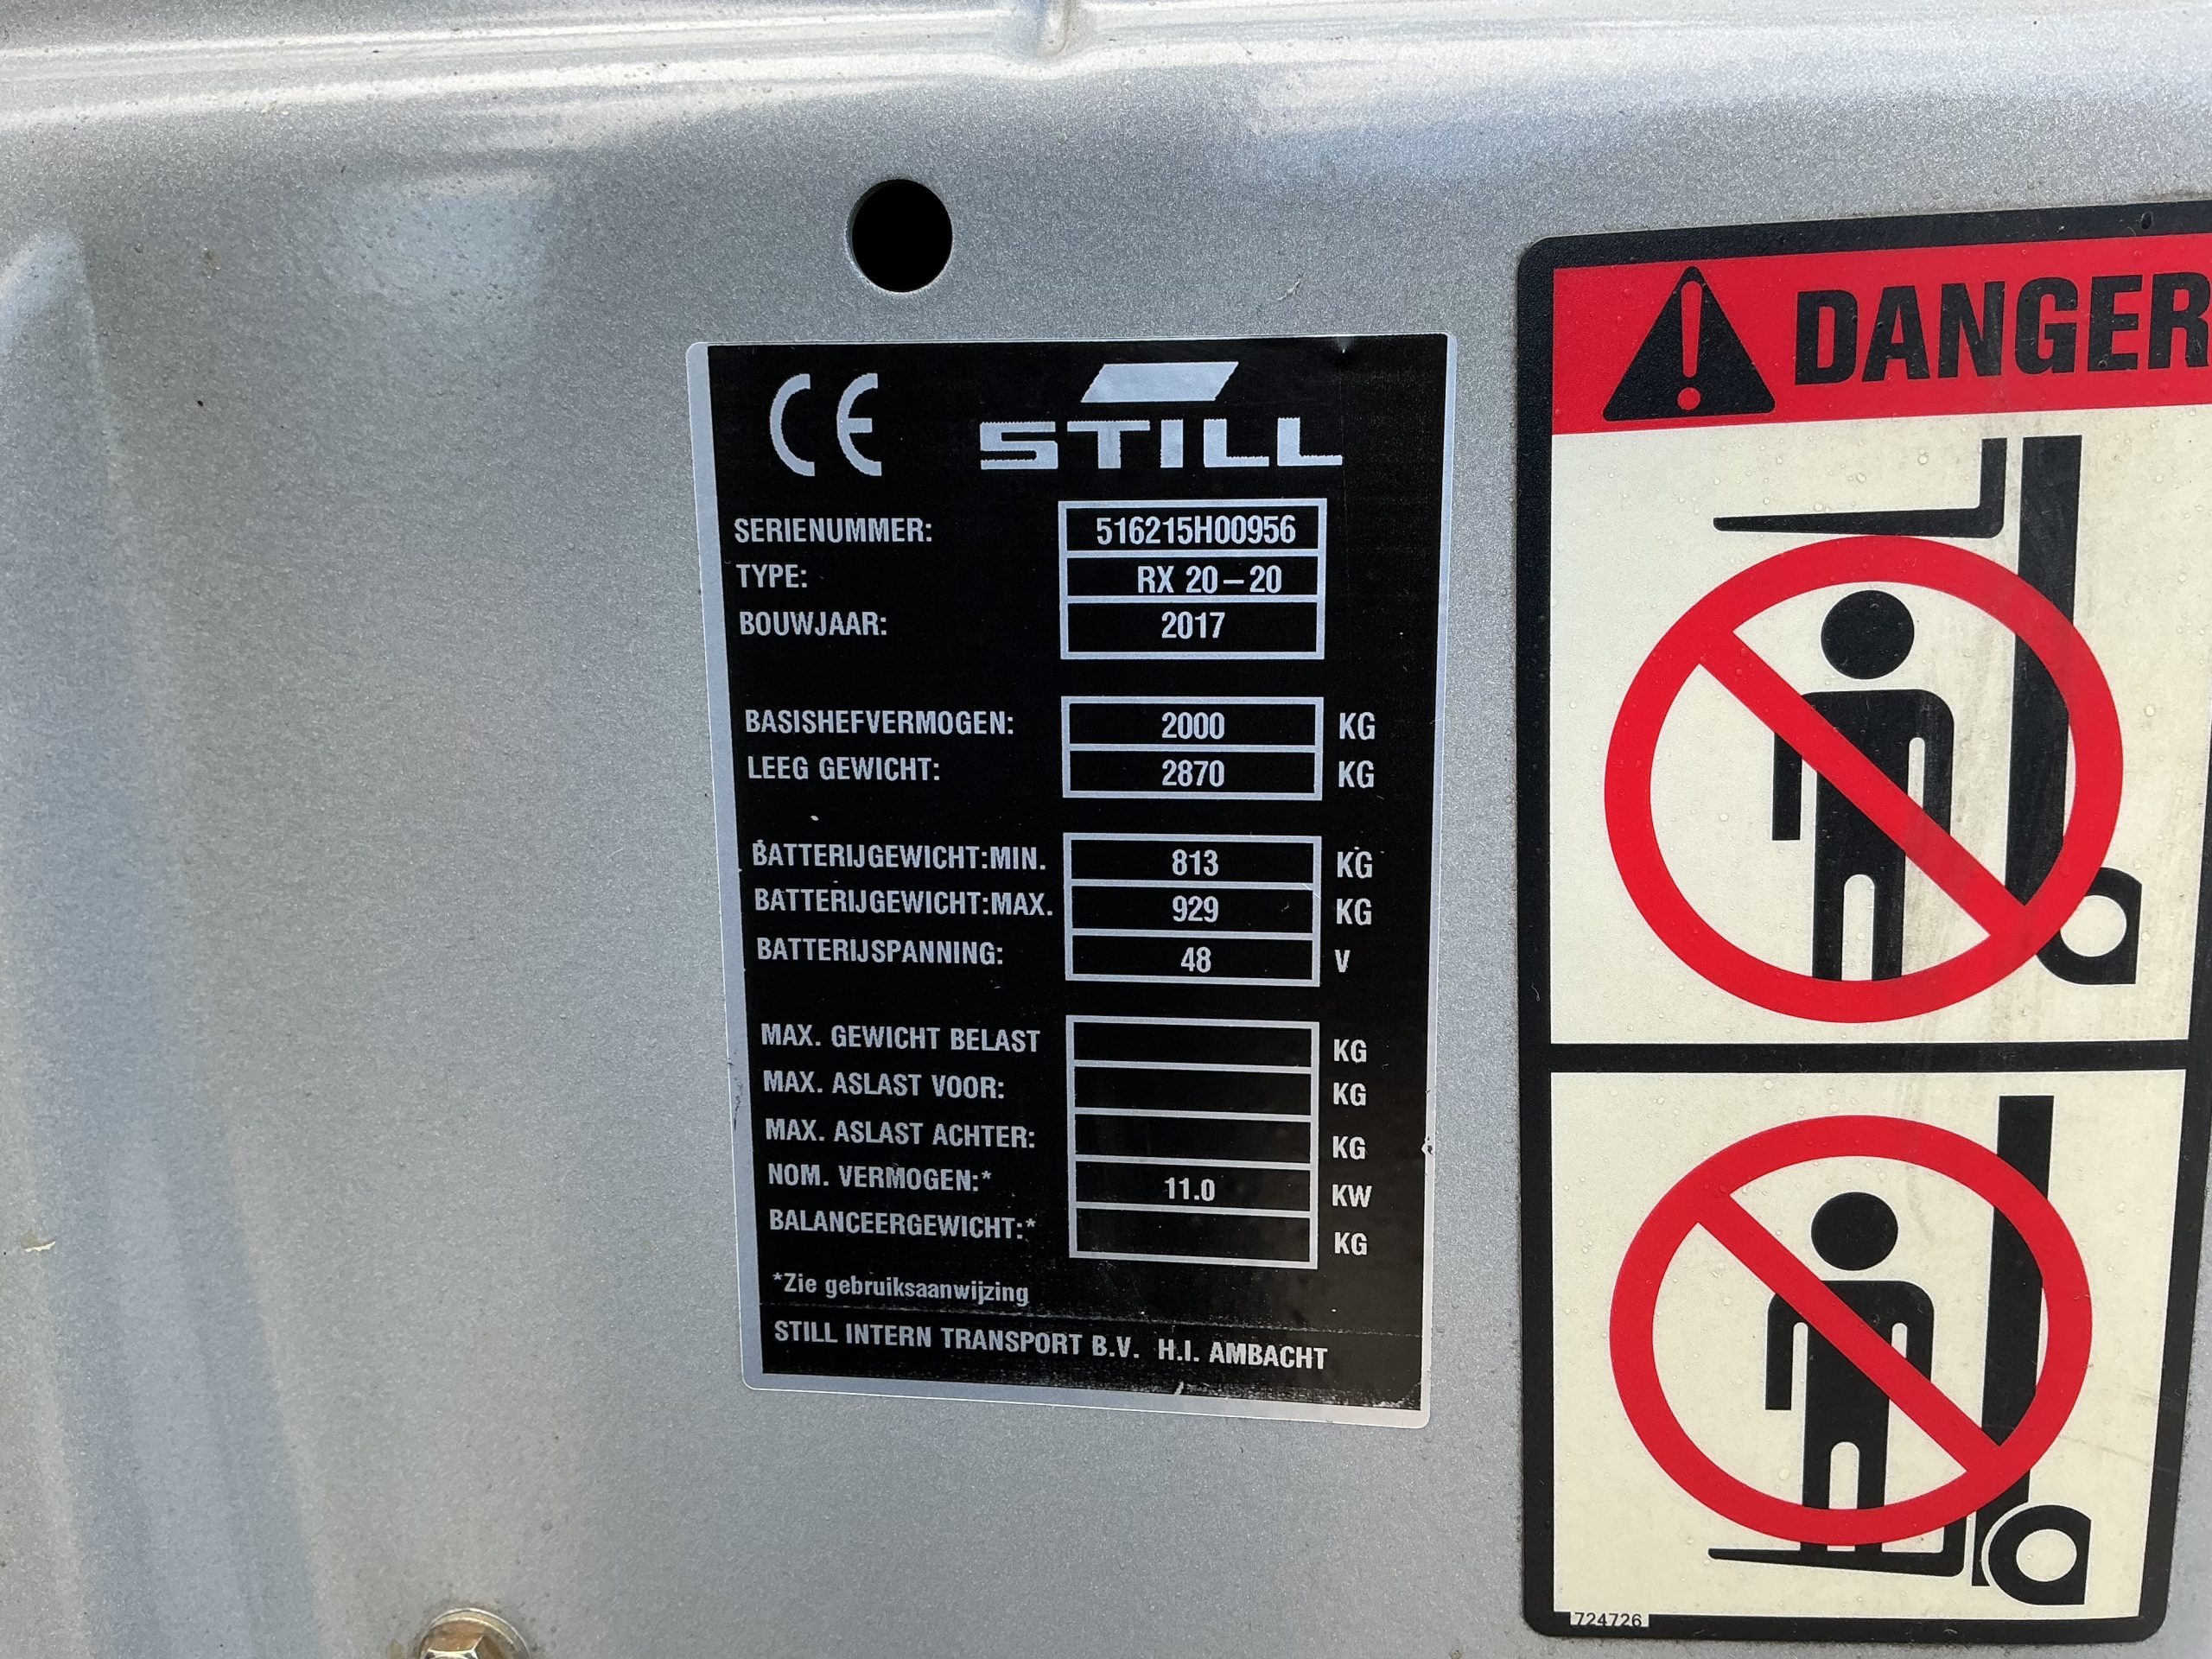 CE STILL
SERIENUMMER: 516215H00956
TYPE: RX 20–20
BOUWJAAR: 2017
BASISHEFVERMOGEN: 2000 KG
LEEG GEWICHT: 2870 KG
BATTERIJGEWICHT:MIN. 813 KG
BATTERIJGEWICHT:MAX. 929 KG
BATTERIJSPANNING: 48 V
MAX. GEWICHT BELAST KG
MAX. ASLAST VOOR: KG
MAX. ASLAST ACHTER: KG
NOM. VERMOGEN:* 11.0 KW
BALANCEERGEWICHT:* KG
*Zie gebruiksaanwijzing
STILL INTERN TRANSPORT B.V. H.I. AMBACHT
DANGER
724726